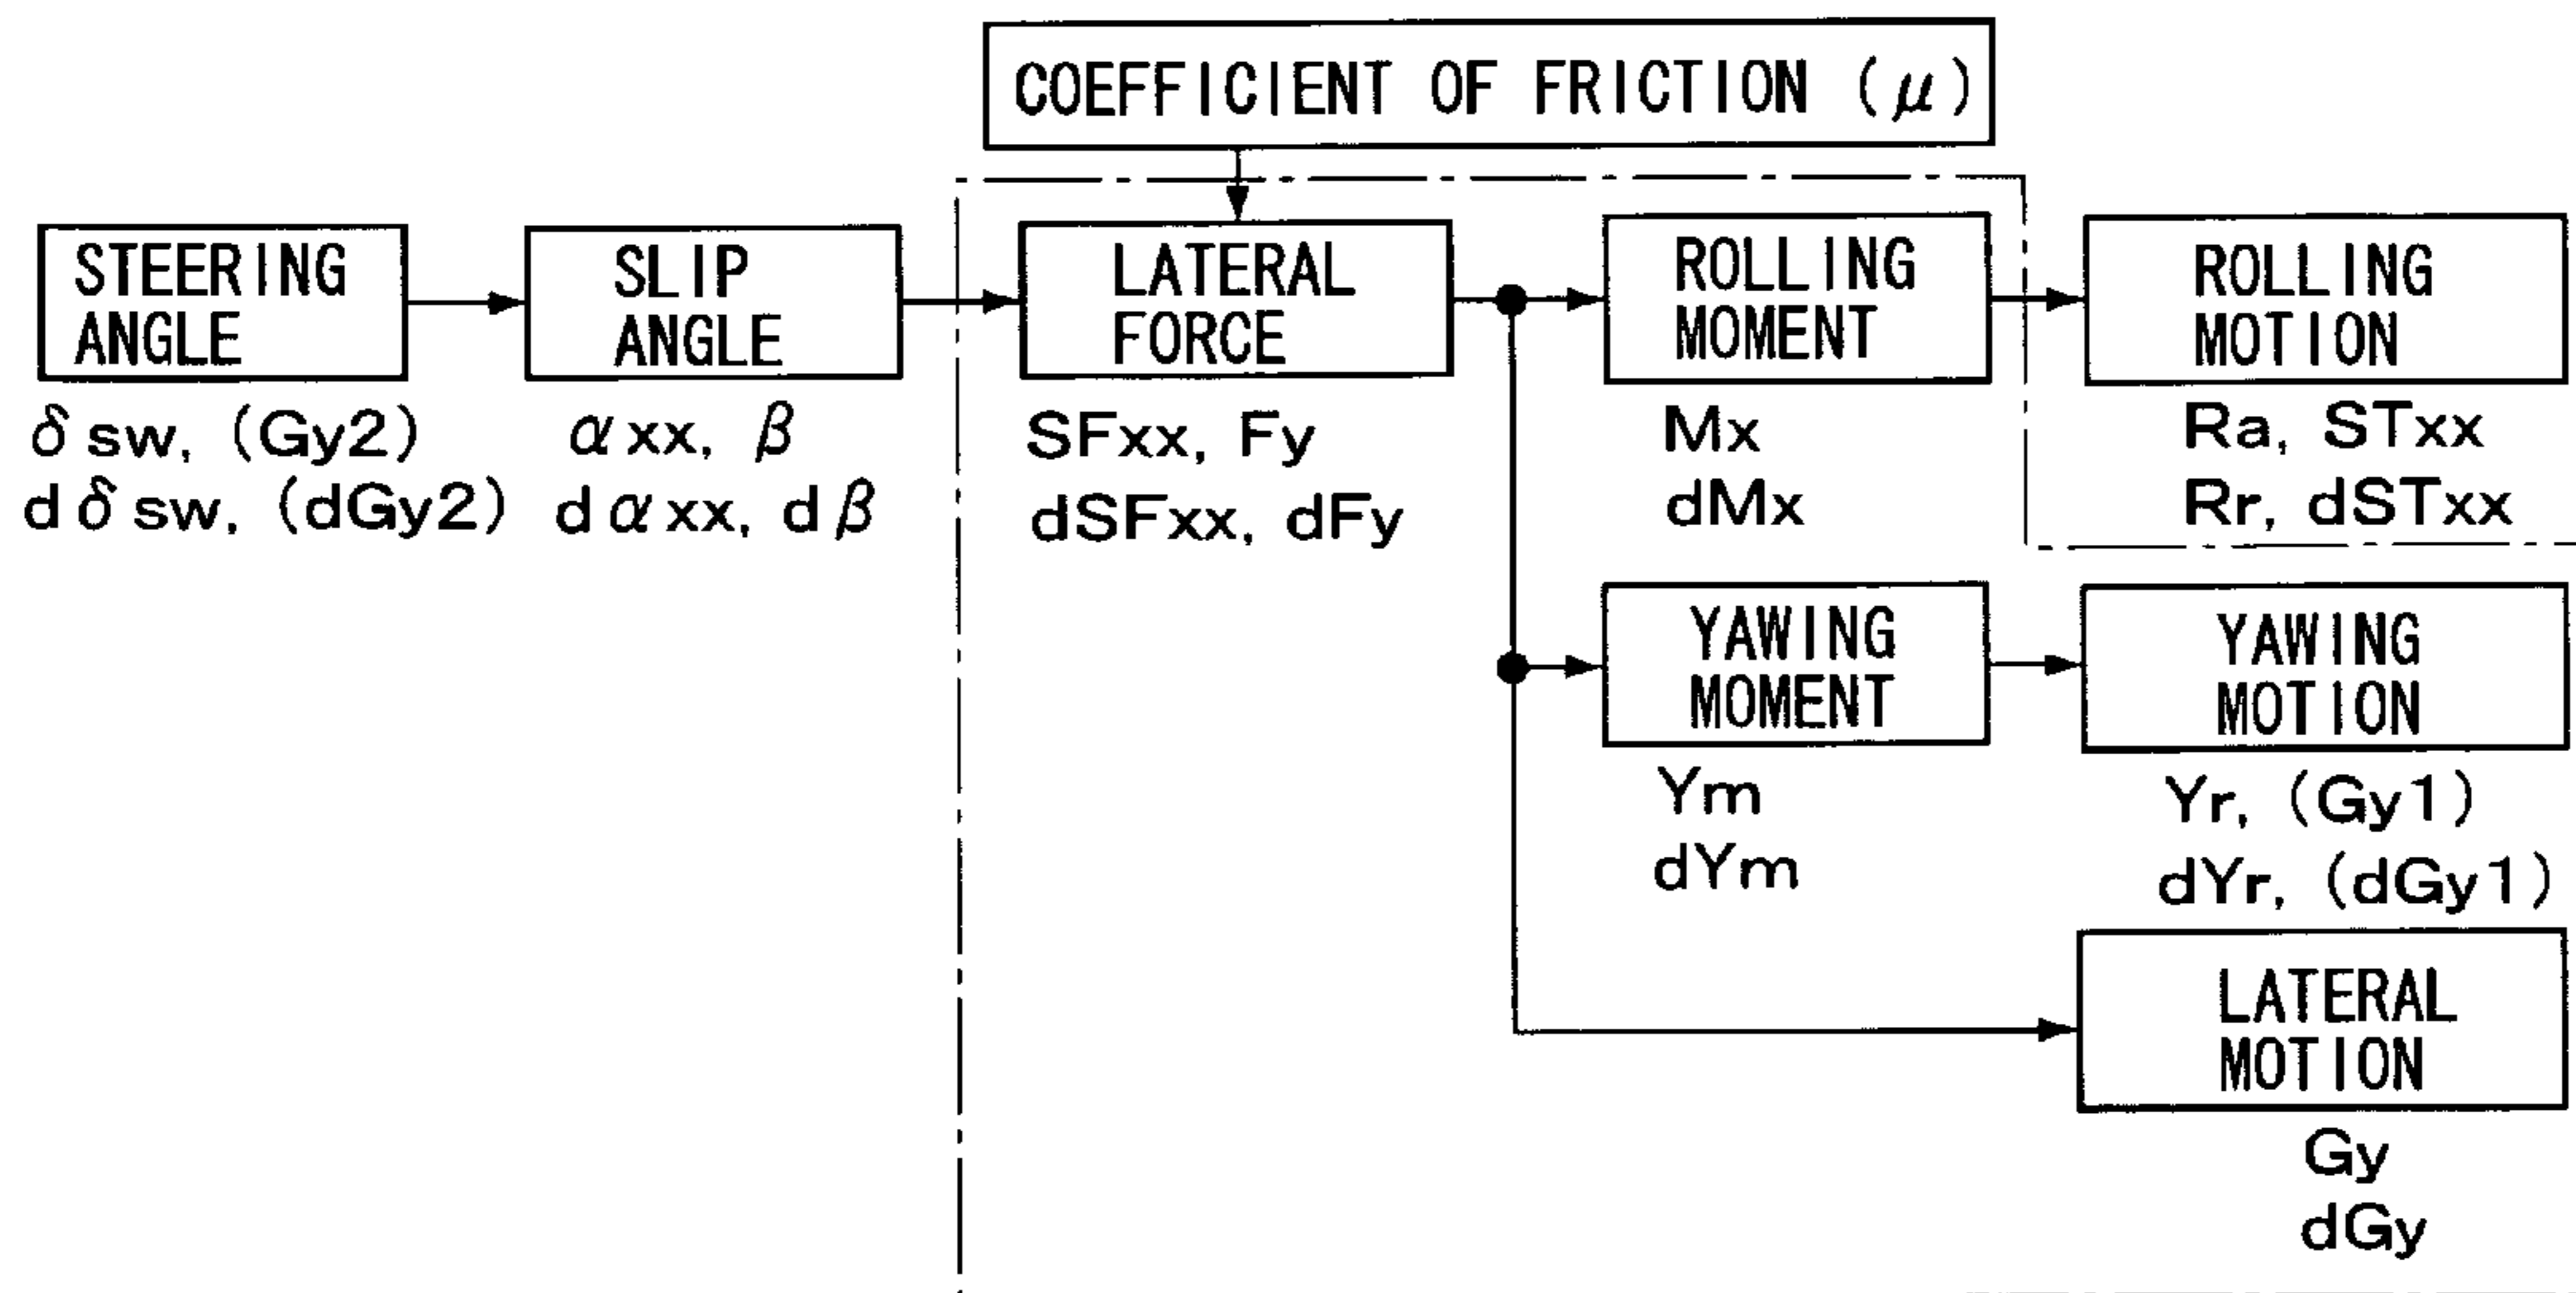 COEFFICIENT OF FRICTION (μ)
STEERING
ANGLE
δsw, (Gy2)
dδsw, (dGy2)
SLIP
ANGLE
αxx, β
dαxx, dβ
LATERAL
FORCE
SFxx, Fy
dSFxx, dFy
ROLLING
MOMENT
Mx
dMx
ROLLING
MOTION
Ra, STxx
Rr, dSTxx
YAWING
MOMENT
Ym
dYm
YAWING
MOTION
Yr, (Gy1)
dYr, (dGy1)
LATERAL
MOTION
Gy
dGy